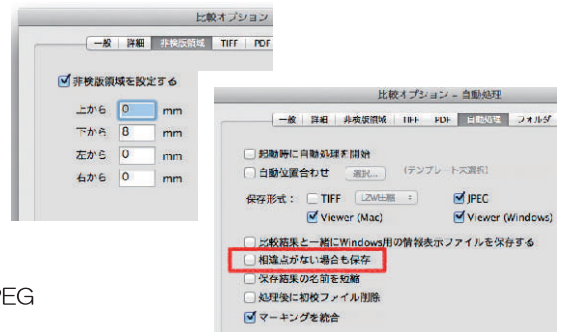 比較オプション
一般 詳細 非検版領域 TIFF PDF
非検版領域を設定する
上から 0 mm
下から 8 mm
左から 0 mm
右から 0 mm
比較オプション - 自動処理
一般 詳細 非検版領域 TIFF PDF 自動処理 フォルダ
起動時に自動処理を開始
自動位置合わせ 選択... (テンプレート大選択)
保存形式： TIFF LZW圧縮 JPEG
Viewer (Mac) Viewer (Windows)
比較結果と一緒にWindows用の情報表示ファイルを保存する
相違点がない場合も保存
保存結果の名前を短縮
処理後に初校ファイル削除
マーキングを統合
PEG